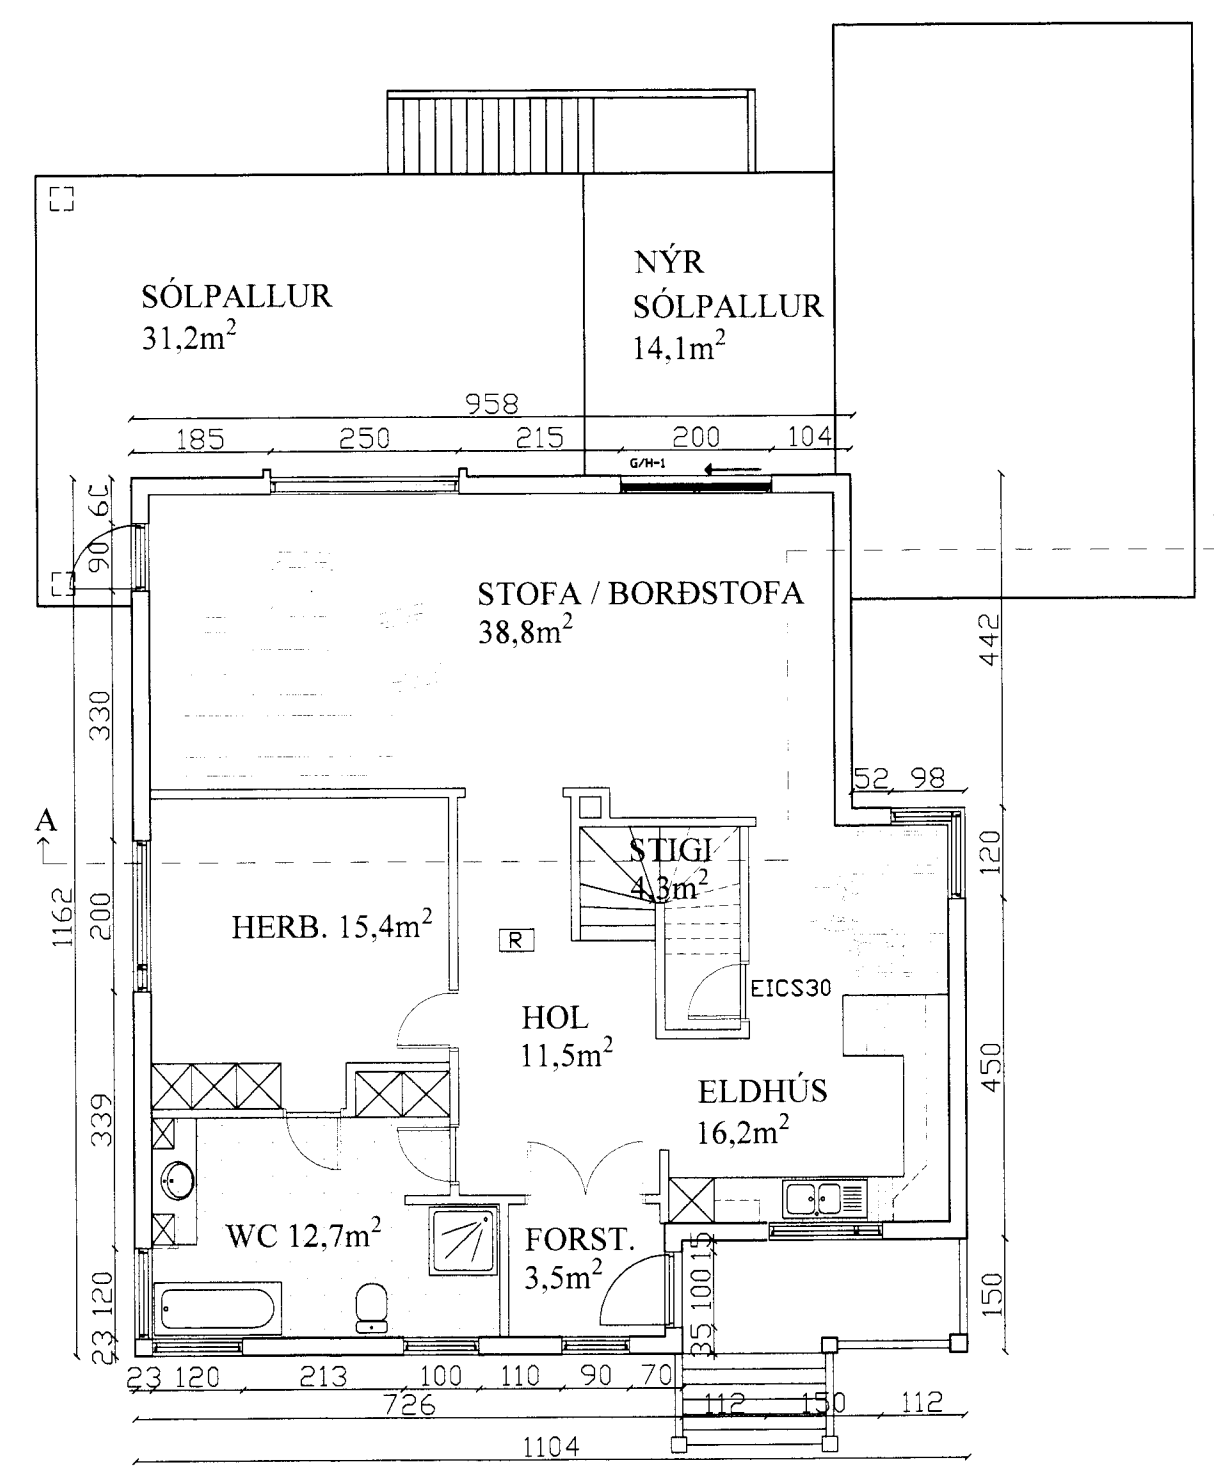 SÓLPALLUR
31,2m²
NÝR
SÓLPALLUR
14,1m²
958
185 250 215 200 104
G/H-1
60
90
STOFA / BORÐSTOFA
38,8m²
442
330
52 98
A
STIGI
4,3m²
120
1162
200
HERB. 15,4m²
R
EICS30
HOL
11,5m²
450
ELDHÚS
16,2m²
339
WC 12,7m²
FORST.
3,5m²
15
100
35
120
23
150
23 120 213 100 110 90 70
726 112 150 112
1104